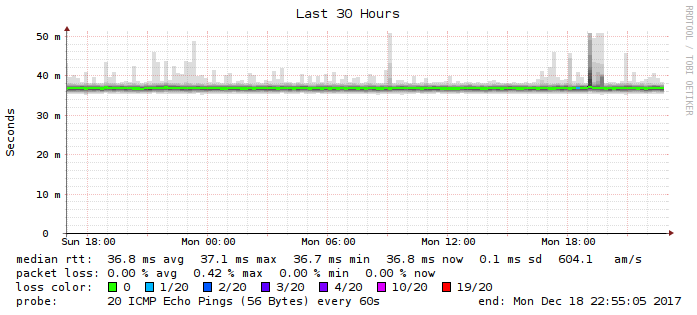 Last 30 Hours
RRDTOOL / TOBI OETIKER
Seconds
50 m
40 m
30 m
20 m
10 m
0
Sun 18:00 Mon 00:00 Mon 06:00 Mon 12:00 Mon 18:00
median rtt: 36.8 ms avg 37.1 ms max 36.7 ms min 36.8 ms now 0.1 ms sd 604.1 am/s
packet loss: 0.00 % avg 0.42 % max 0.00 % min 0.00 % now
loss color: 0 1/20 2/20 3/20 4/20 10/20 19/20
probe: 20 ICMP Echo Pings (56 Bytes) every 60s end: Mon Dec 18 22:55:05 2017